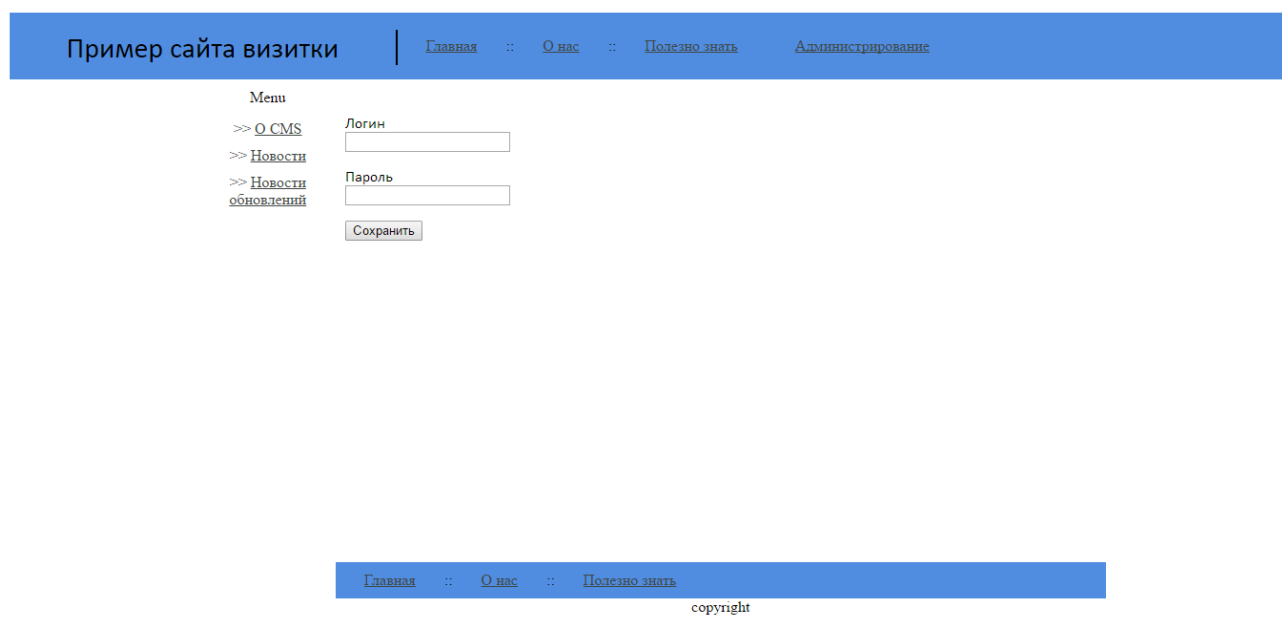 Пример сайта визитки
Главная :: О нас :: Полезно знать Администрирование
Menu
>> О CMS
>> Новости
>> Новости
обновлений
Логин
Пароль
Сохранить
Главная :: О нас :: Полезно знать
copyright